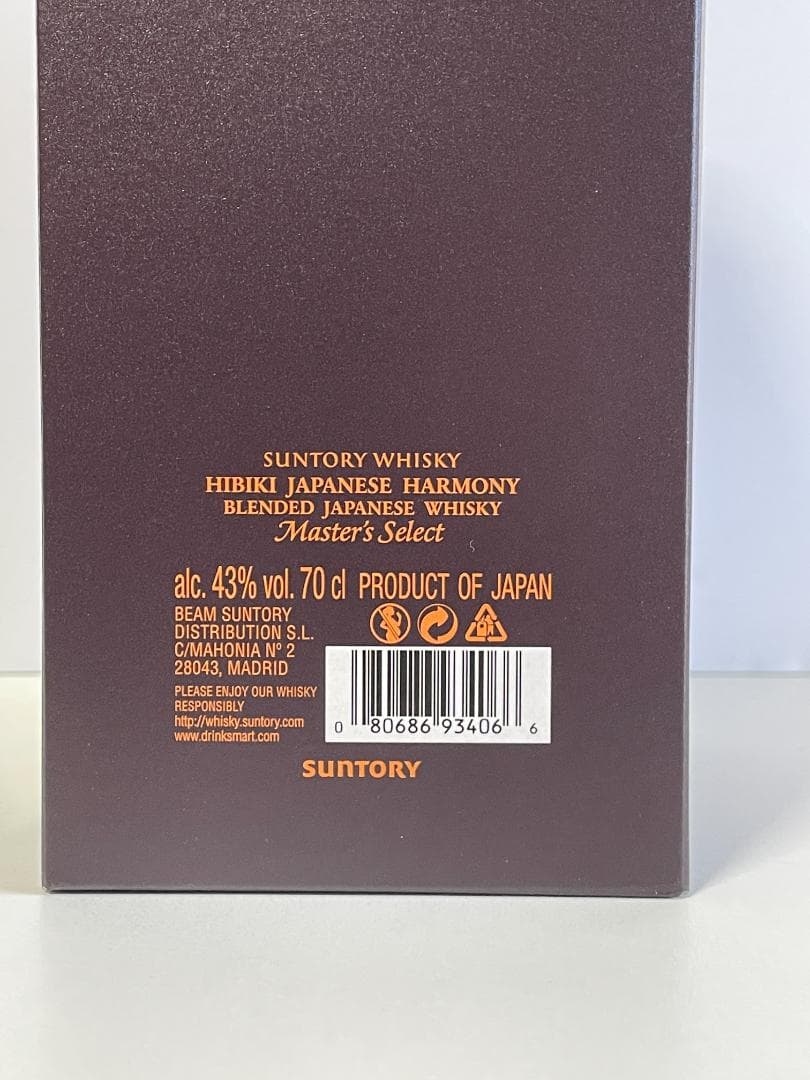 SUNTORY WHISKY
HIBIKI JAPANESE HARMONY
BLENDED JAPANESE WHISKY
Master's Select
alc. 43% vol. 70 cl PRODUCT OF JAPAN
BEAM SUNTORY
DISTRIBUTION S.L.
C/MAHONIA Nº 2
28043, MADRID
PLEASE ENJOY OUR WHISKY
RESPONSIBLY
http://whisky.suntory.com
www.drinksmart.com
0 80686 93406 6
SUNTORY